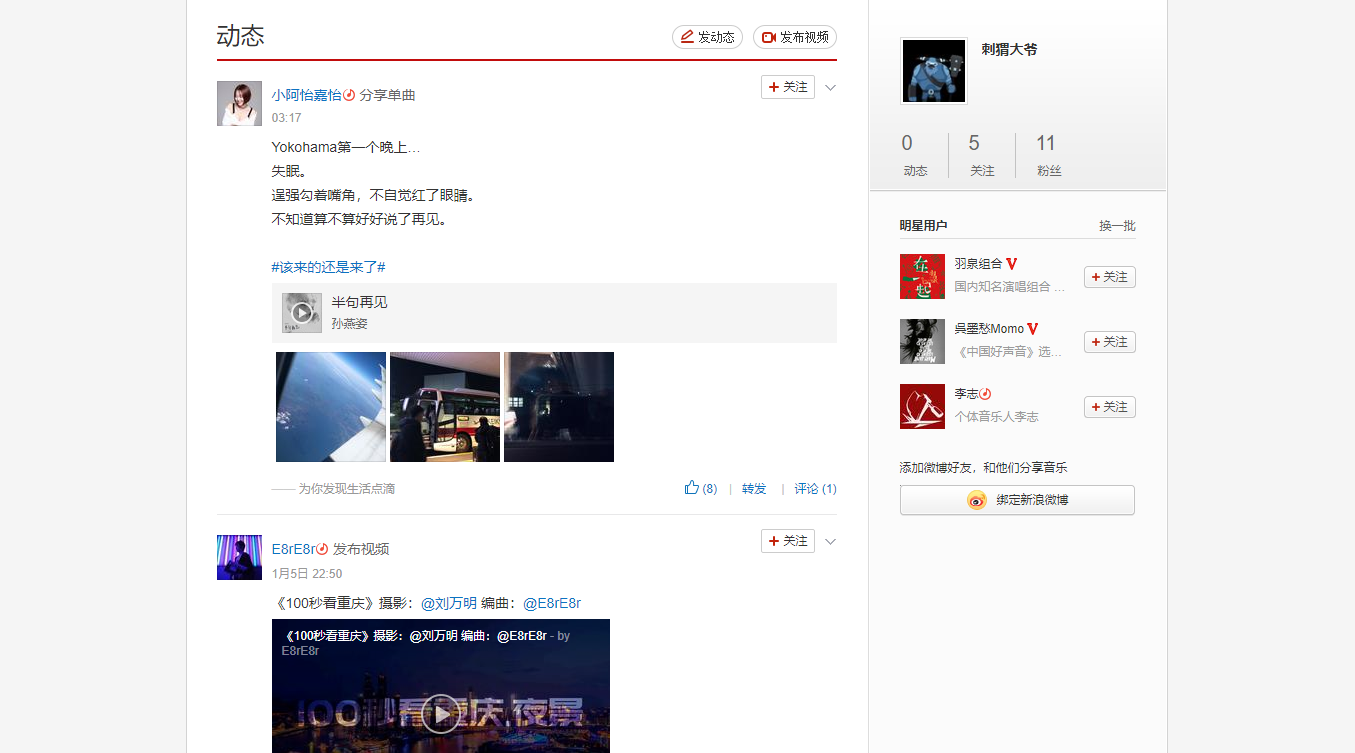 动态
发动态
发布视频
小阿怡嘉怡 分享单曲
关注
03:17
Yokohama第一个晚上…
失眠。
逞强勾着嘴角，不自觉红了眼睛。
不知道算不算好好说了再见。
#该来的还是来了#
半句再见
孙燕姿
—— 为你发现生活点滴
(8) | 转发 | 评论 (1)
E8rE8r 发布视频
关注
1月5日 22:50
《100秒看重庆》摄影：@刘万明 编曲：@E8rE8r
《100秒看重庆》摄影：@刘万明 编曲：@E8rE8r - by
E8rE8r
100秒看重庆夜景
刺猬大爷
0 5 11
动态 关注 粉丝
明星用户
换一批
在一起
羽泉组合
国内知名演唱组合 ...
关注
吳墨愁Momo
《中国好声音》选...
关注
李志
个体音乐人李志
关注
添加微博好友，和他们分享音乐
绑定新浪微博